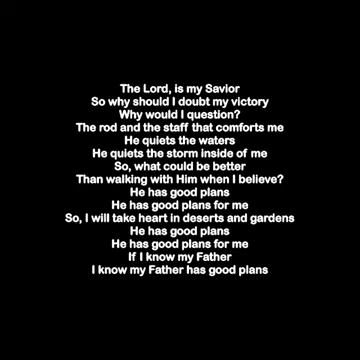 The Lord, is my Savior
So why should I doubt my victory
Why would I question?
The rod and the staff that comforts me
He quiets the waters
He quiets the storm inside of me
So, what could be better
Than walking with Him when I believe?
He has good plans
He has good plans for me
So, I will take heart in deserts and gardens
He has good plans
He has good plans for me
If I know my Father
I know my Father has good plans